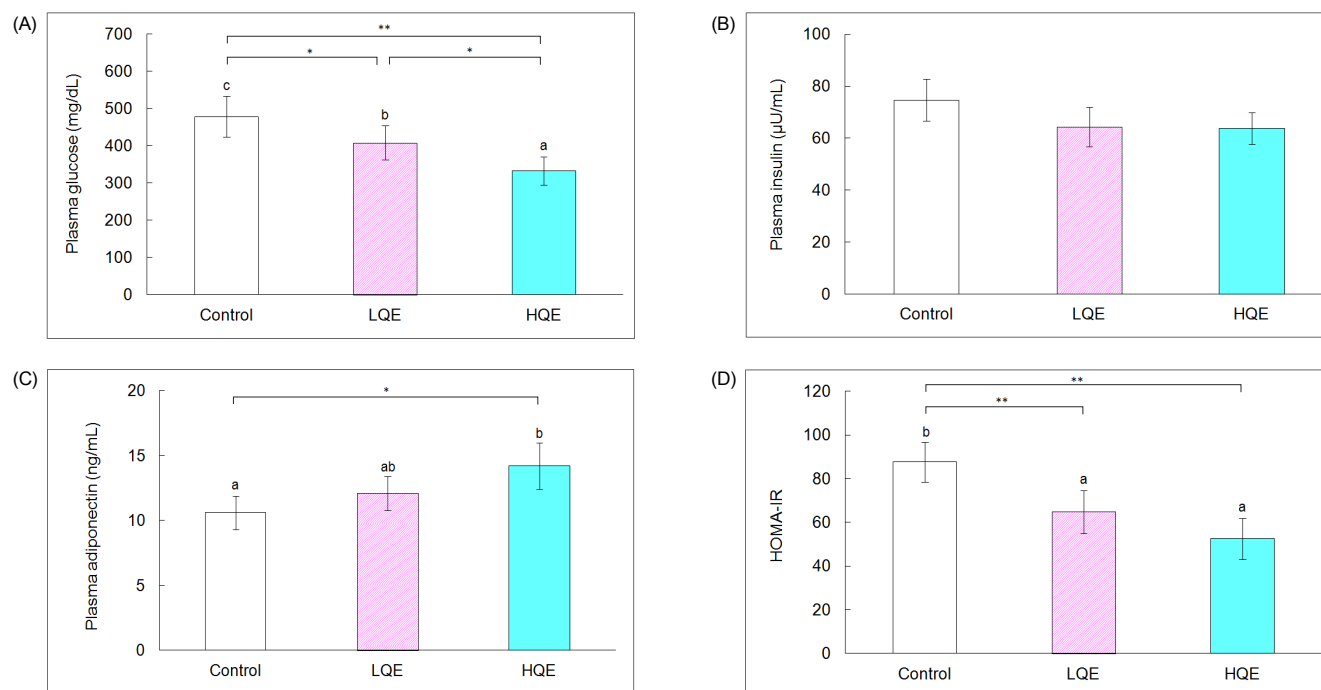 (A)
Plasma glucose (mg/dL)
700
600
500
400
300
200
100
0
**
*
*
c
b
a
Control
LQE
HQE
(B)
Plasma insulin (µU/mL)
100
80
60
40
20
0
Control
LQE
HQE
(C)
Plasma adiponectin (ng/mL)
20
15
10
5
0
*
a
ab
b
Control
LQE
HQE
(D)
HOMA-IR
120
100
80
60
40
20
0
**
**
b
a
a
Control
LQE
HQE